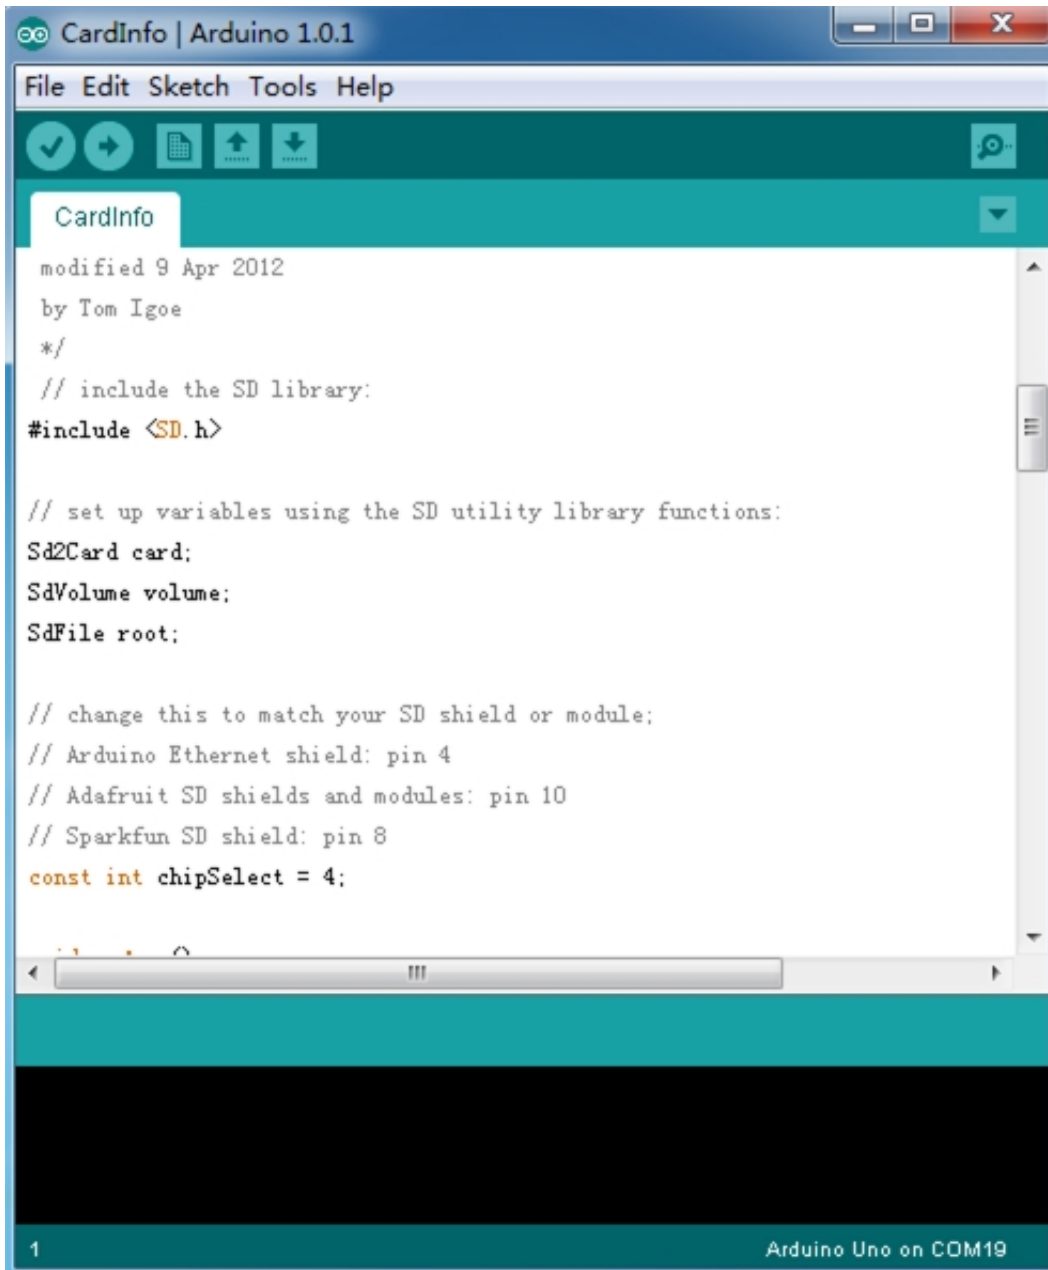 CardInfo | Arduino 1.0.1
File Edit Sketch Tools Help
CardInfo
modified 9 Apr 2012
by Tom Igoe
*/
// include the SD library:
#include <SD.h>
// set up variables using the SD utility library functions:
Sd2Card card;
SdVolume volume;
SdFile root;
// change this to match your SD shield or module;
// Arduino Ethernet shield: pin 4
// Adafruit SD shields and modules: pin 10
// Sparkfun SD shield: pin 8
const int chipSelect = 4;
1
Arduino Uno on COM19